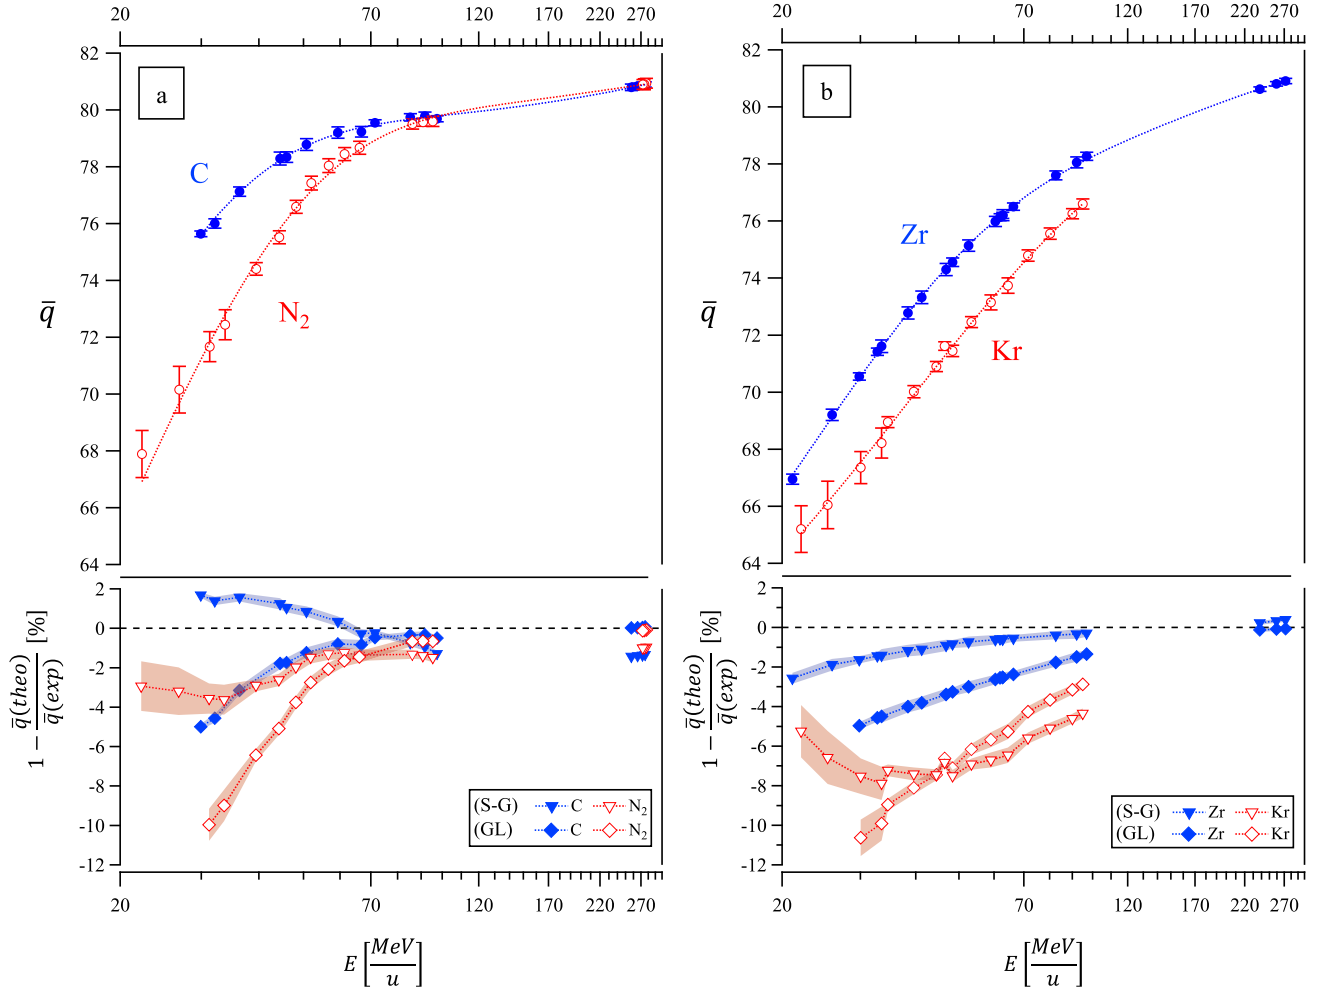 20 70 120 170 220 270
20 70 120 170 220 270
a
b
82
80
78
76
74
72
70
68
66
64
82
80
78
76
74
72
70
68
66
64
q̄
q̄
C
N₂
Zr
Kr
2
0
-2
-4
-6
-8
-10
-12
2
0
-2
-4
-6
-8
-10
-12
1 − q̄(theo)/q̄(exp) [%]
1 − q̄(theo)/q̄(exp) [%]
(S-G) C N₂
(GL) C N₂
(S-G) Zr Kr
(GL) Zr Kr
20 70 120 170 220 270
20 70 120 170 220 270
E [MeV/u]
E [MeV/u]